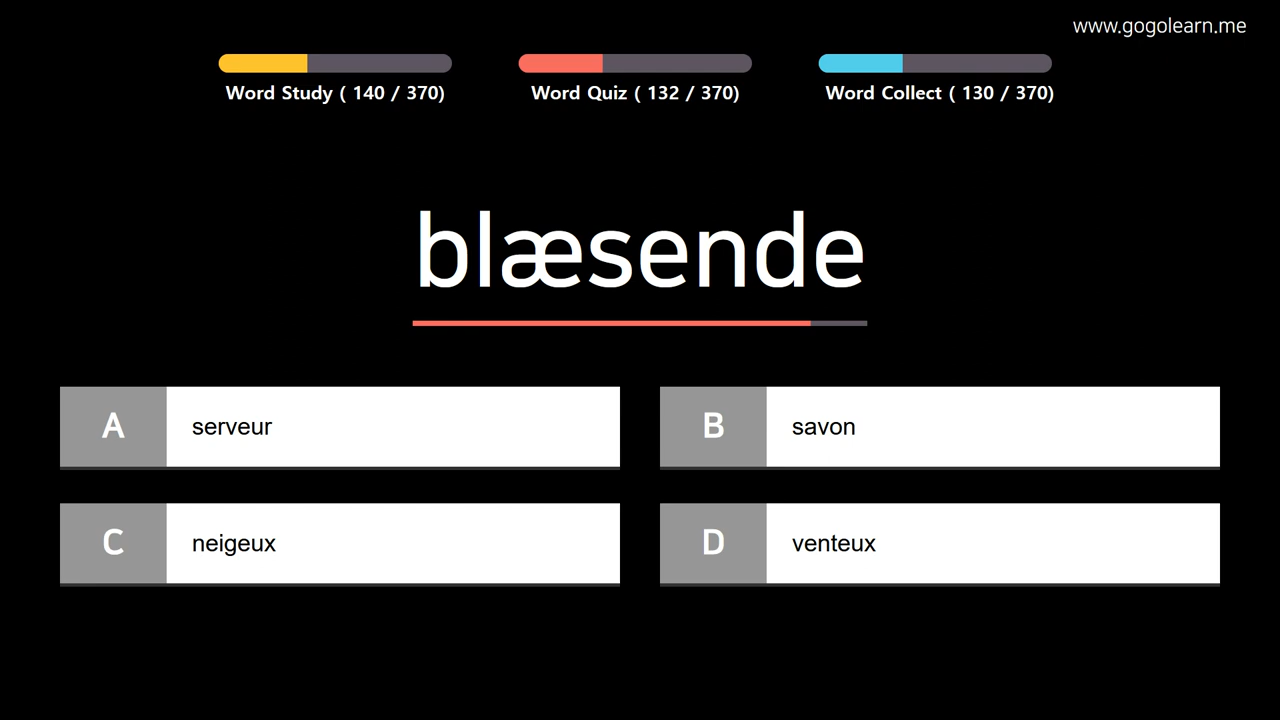 www.gogolearn.me
Word Study ( 140 / 370)
Word Quiz ( 132 / 370)
Word Collect ( 130 / 370)
blæsende
A serveur
B savon
C neigeux
D venteux